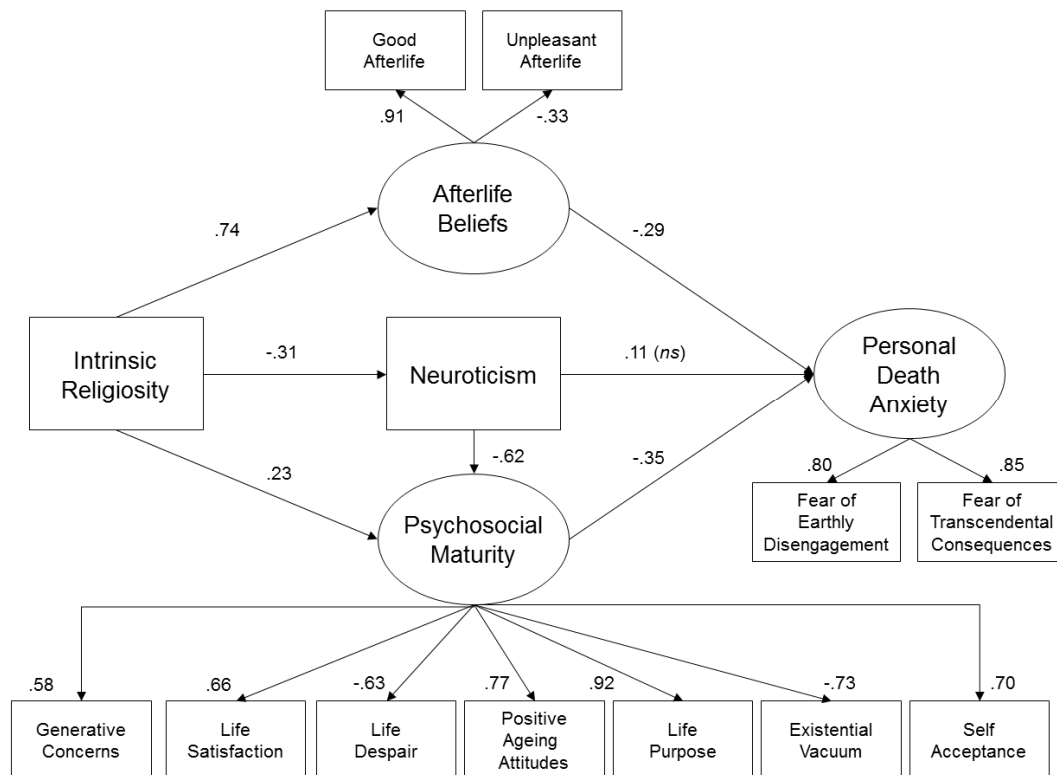 Good
Afterlife
Unpleasant
Afterlife
.91
-.33
Afterlife
Beliefs
.74
-.29
Intrinsic
Religiosity
-.31
Neuroticism
.11 (ns)
Personal
Death
Anxiety
.23
-.62
-.35
.80
.85
Psychosocial
Maturity
Fear of
Earthly
Disengagement
Fear of
Transcendental
Consequences
.58
.66
-.63
.77
.92
-.73
.70
Generative
Concerns
Life
Satisfaction
Life
Despair
Positive
Ageing
Attitudes
Life
Purpose
Existential
Vacuum
Self
Acceptance